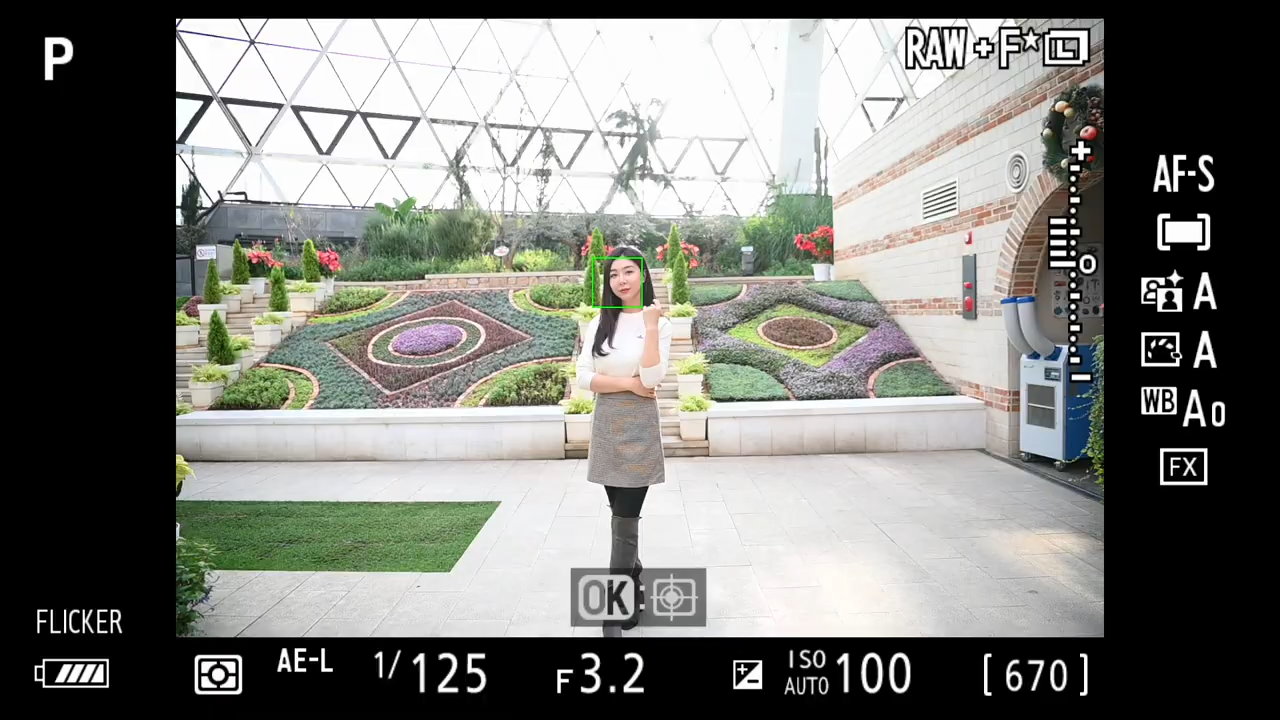 P
RAW + F★ L
AF-S
A
A
WB A0
FX
OK :
FLICKER
AE-L 1/125 F3.2 ISO AUTO 100 [670]